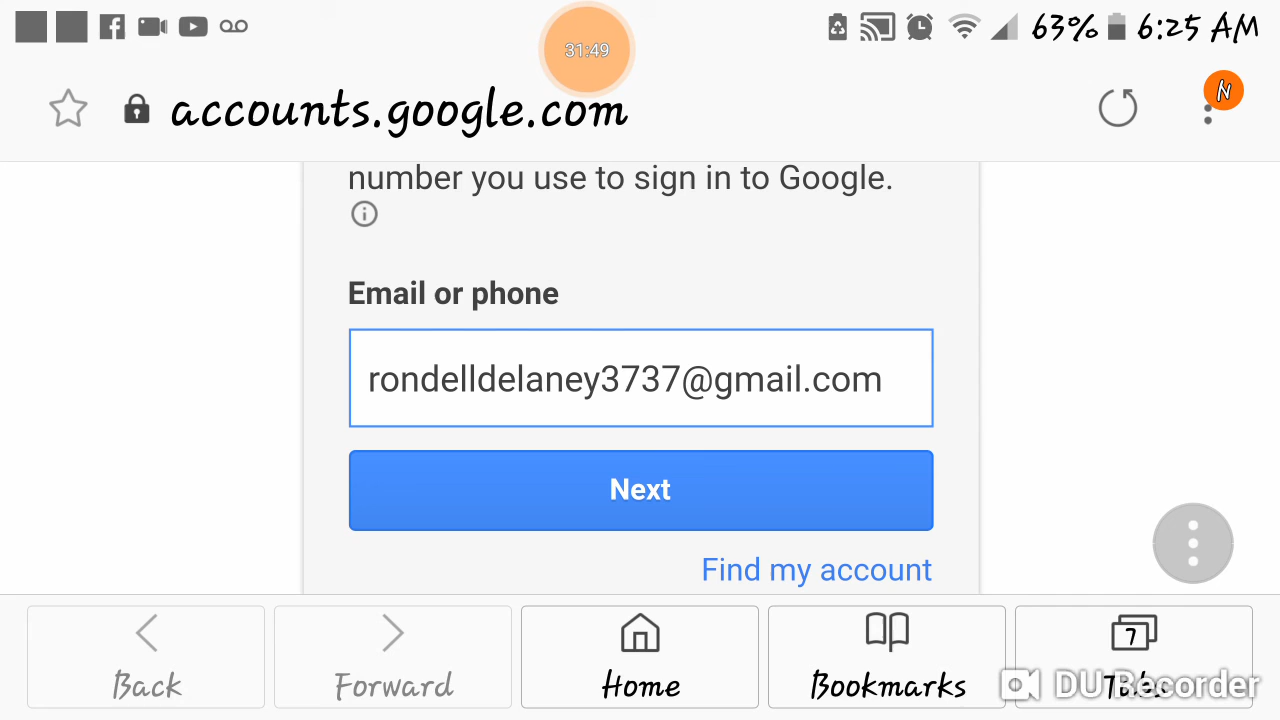 31:49
63% 6:25 AM
accounts.google.com
N
number you use to sign in to Google.
Email or phone
rondelldelaney3737@gmail.com
Next
Find my account
7
Back Forward Home Bookmarks Tabs
DU Recorder